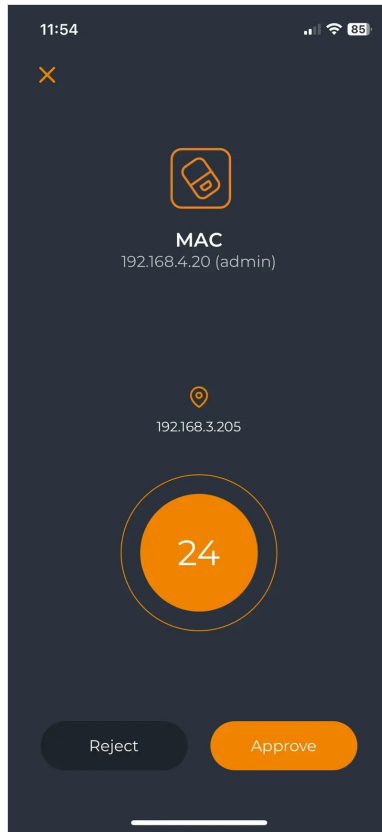 11:54
85
MAC
192.168.4.20 (admin)
192.168.3.205
24
Reject Approve